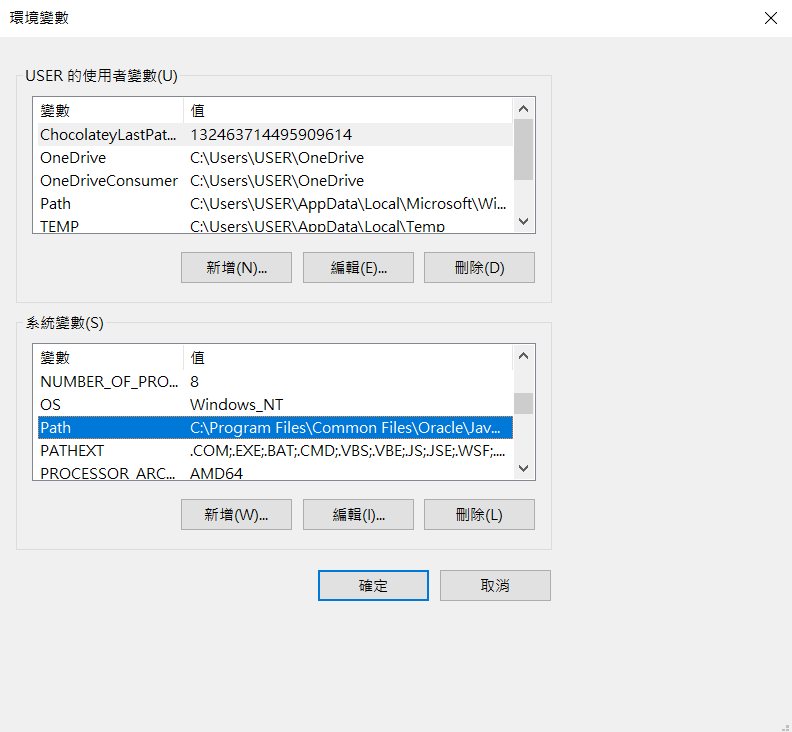 環境變數
USER 的使用者變數(U)
變數 值
ChocolateyLastPat... 132463714495909614
OneDrive C:\Users\USER\OneDrive
OneDriveConsumer C:\Users\USER\OneDrive
Path C:\Users\USER\AppData\Local\Microsoft\Wi...
TEMP C:\Users\USER\AppData\Local\Temp
新增(N)... 編輯(E)... 刪除(D)
系統變數(S)
變數 值
NUMBER_OF_PRO... 8
OS Windows_NT
Path C:\Program Files\Common Files\Oracle\Jav...
PATHEXT .COM;.EXE;.BAT;.CMD;.VBS;.VBE;.JS;.JSE;.WSF;....
PROCESSOR_ARC... AMD64
新增(W)... 編輯(I)... 刪除(L)
確定 取消